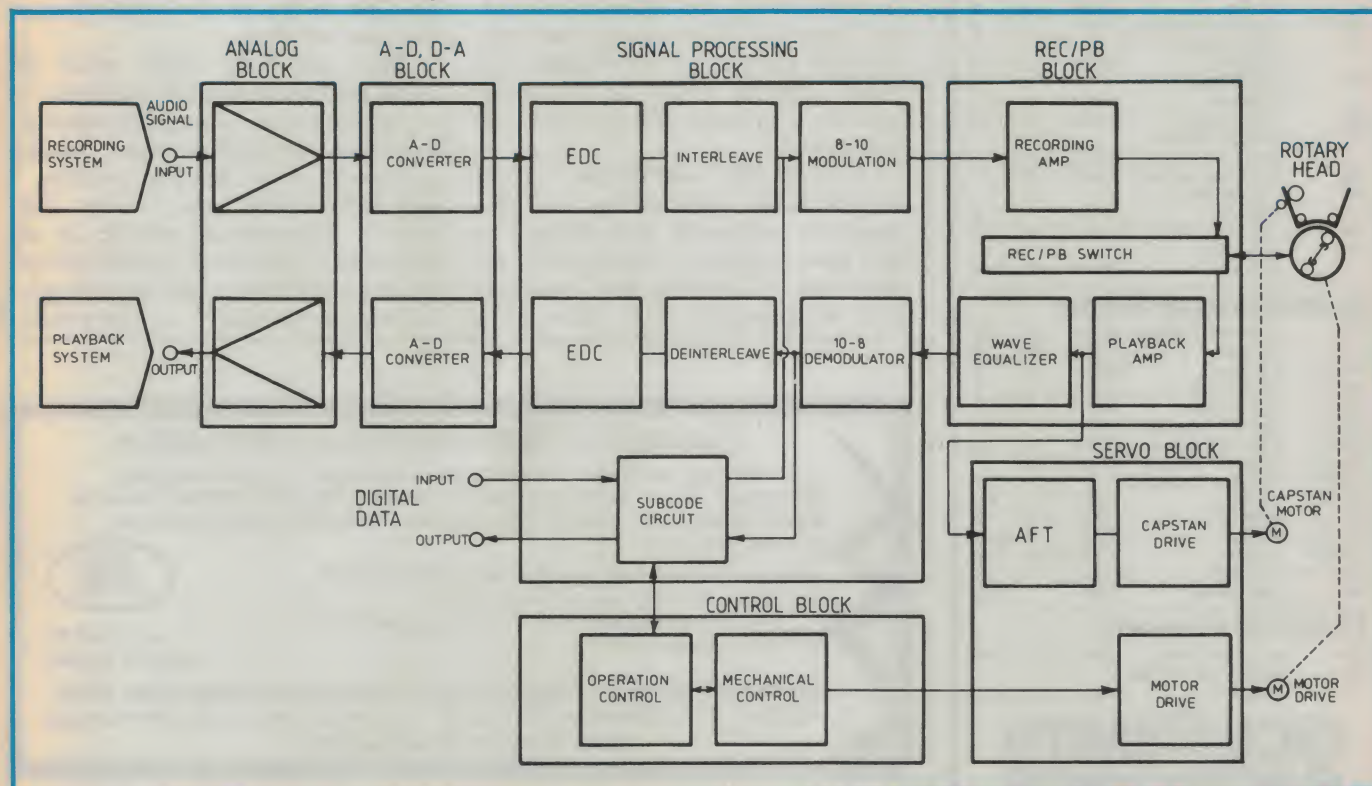 ANALOG
BLOCK
A-D, D-A
BLOCK
SIGNAL PROCESSING
BLOCK
REC/PB
BLOCK
RECORDING
SYSTEM
AUDIO
SIGNAL
INPUT
A-D
CONVERTER
EDC
INTERLEAVE
8-10
MODULATION
RECORDING
AMP
ROTARY
HEAD
REC/PB SWITCH
PLAYBACK
SYSTEM
OUTPUT
A-D
CONVERTER
EDC
DEINTERLEAVE
10-8
DEMODULATOR
WAVE
EQUALIZER
PLAYBACK
AMP
DIGITAL
DATA
INPUT
OUTPUT
SUBCODE
CIRCUIT
SERVO BLOCK
AFT
CAPSTAN
DRIVE
CAPSTAN
MOTOR
M
CONTROL BLOCK
OPERATION
CONTROL
MECHANICAL
CONTROL
MOTOR
DRIVE
M
MOTOR
DRIVE